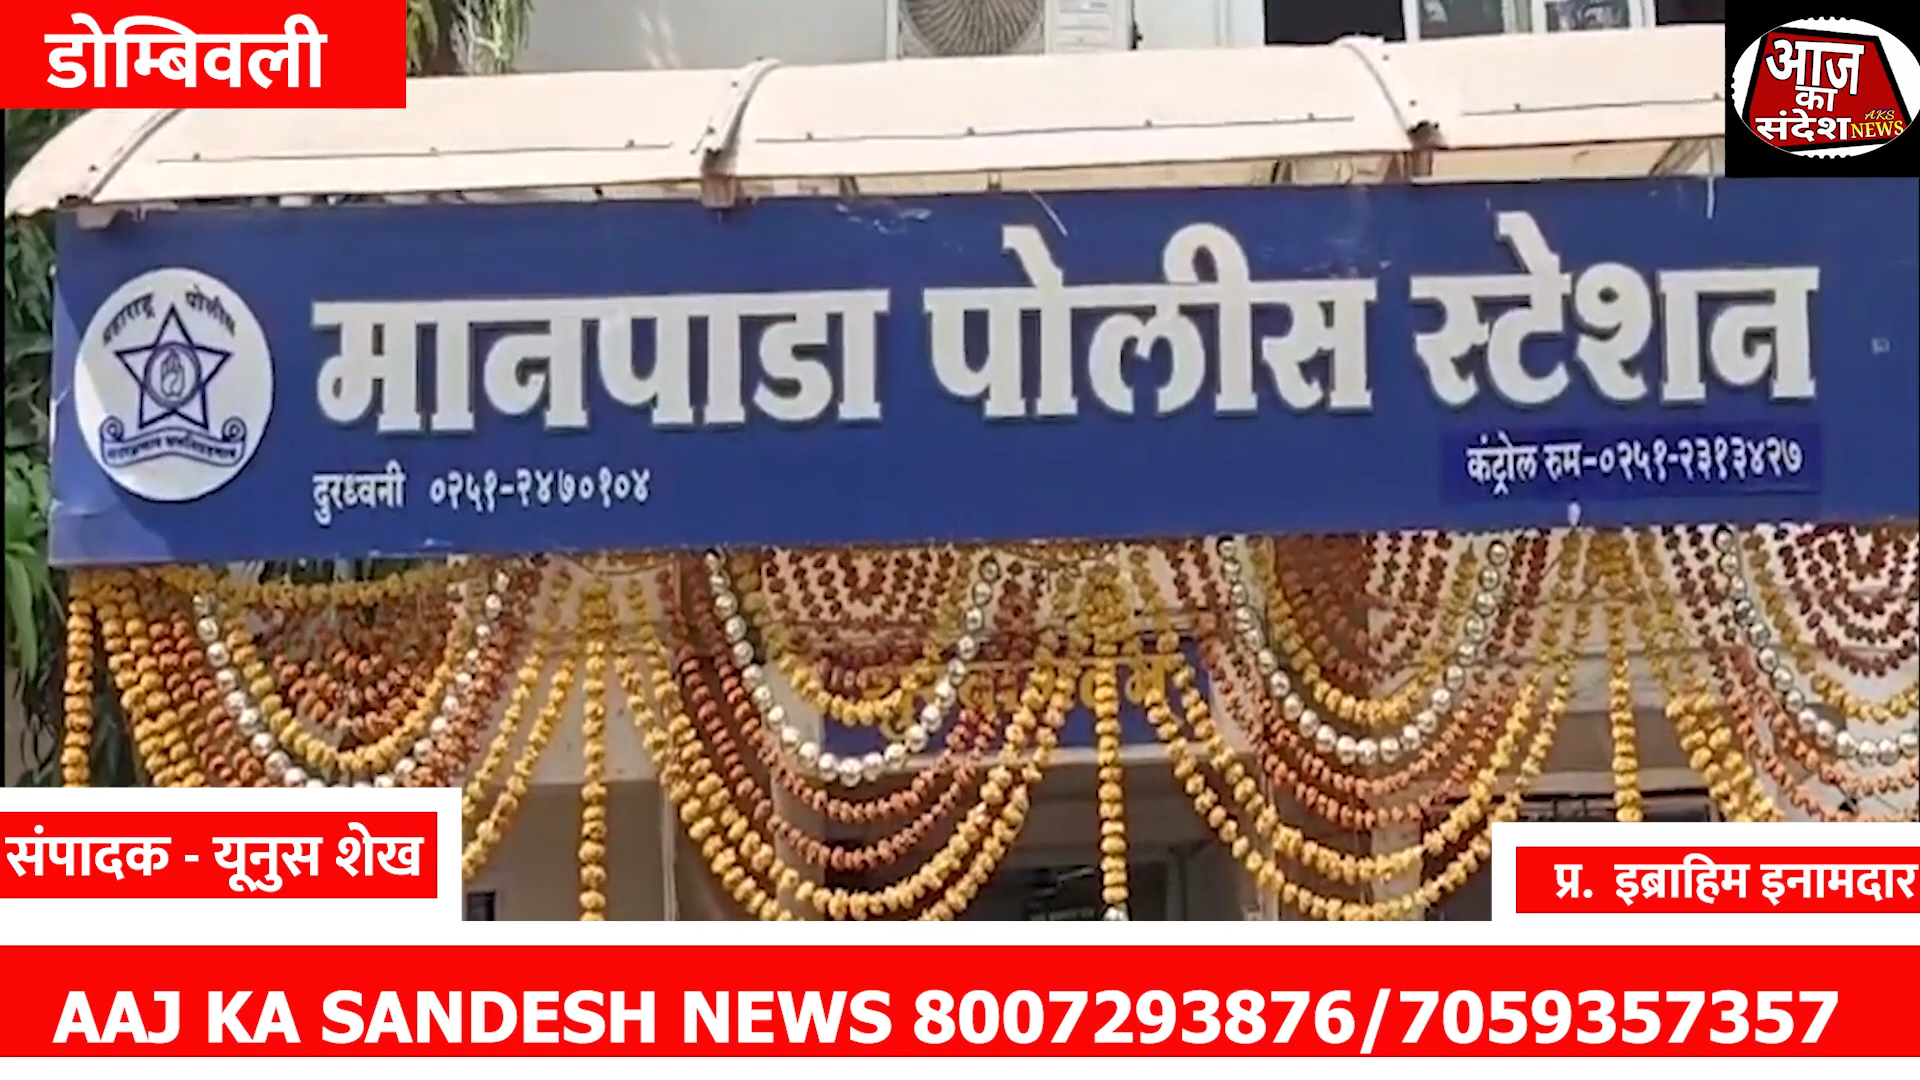 डोम्बिवली
आज
का
संदेश
AKS
NEWS
महाराष्ट्र पोलीस
मानपाडा पोलीस स्टेशन
दुरध्वनी ०२५१-२४७०१०४
कंट्रोल रुम-०२५१-२३१३४२७
संपादक - यूनुस शेख
प्र. इब्राहिम इनामदार
AAJ KA SANDESH NEWS 8007293876/7059357357